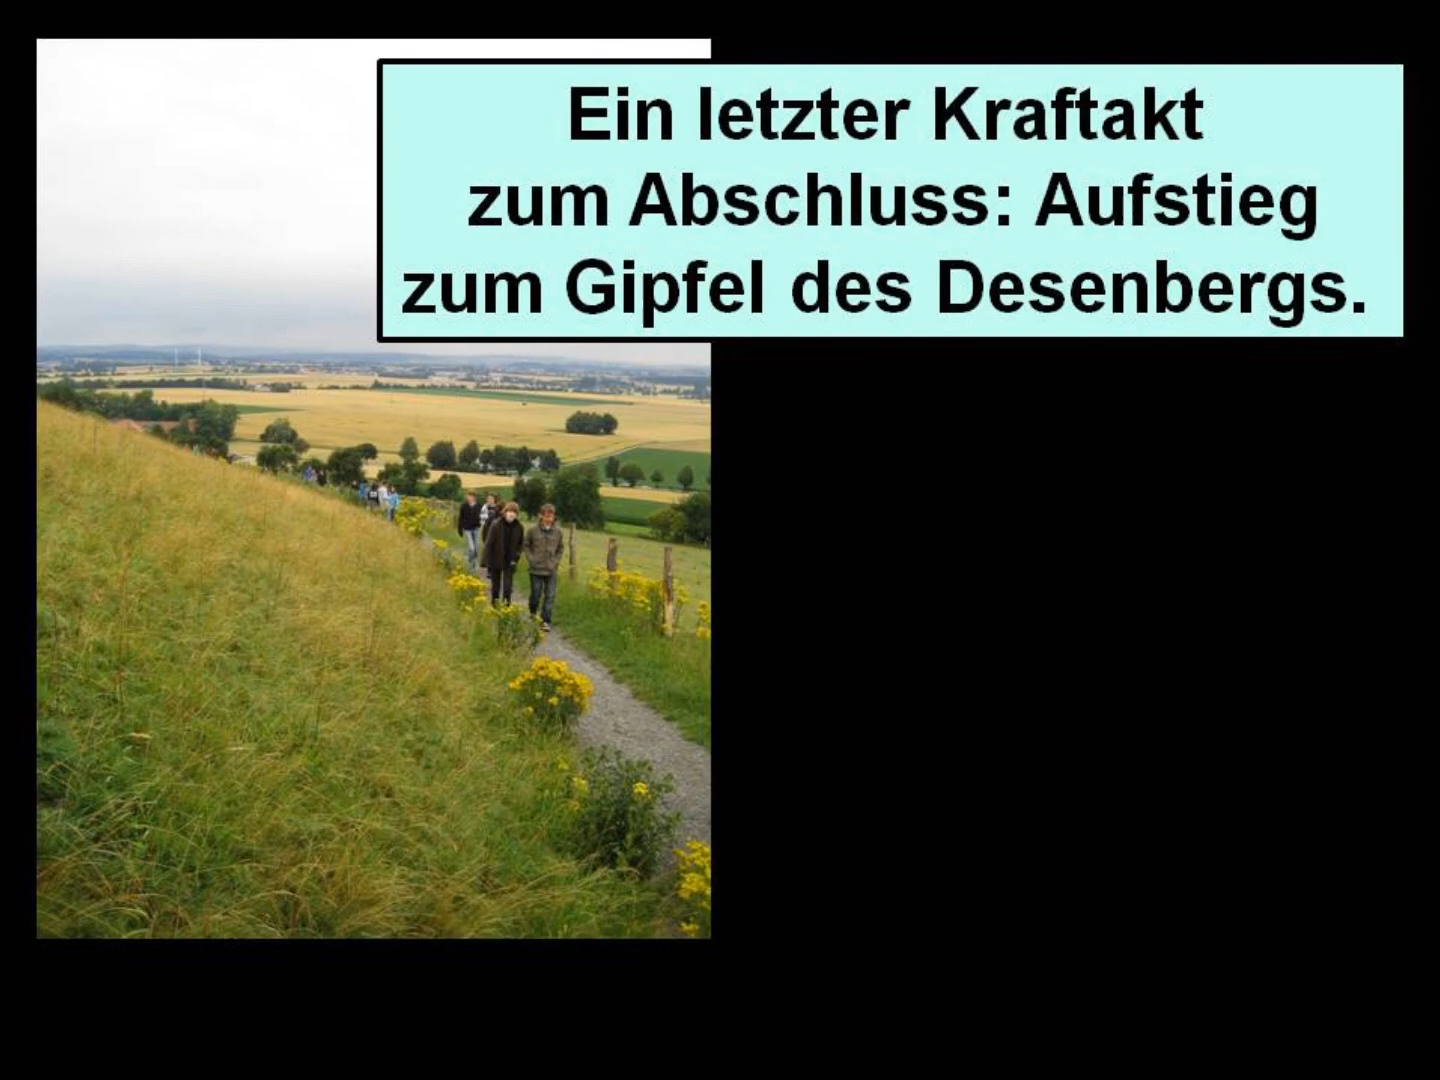 Ein letzter Kraftakt
zum Abschluss: Aufstieg
zum Gipfel des Desenbergs.